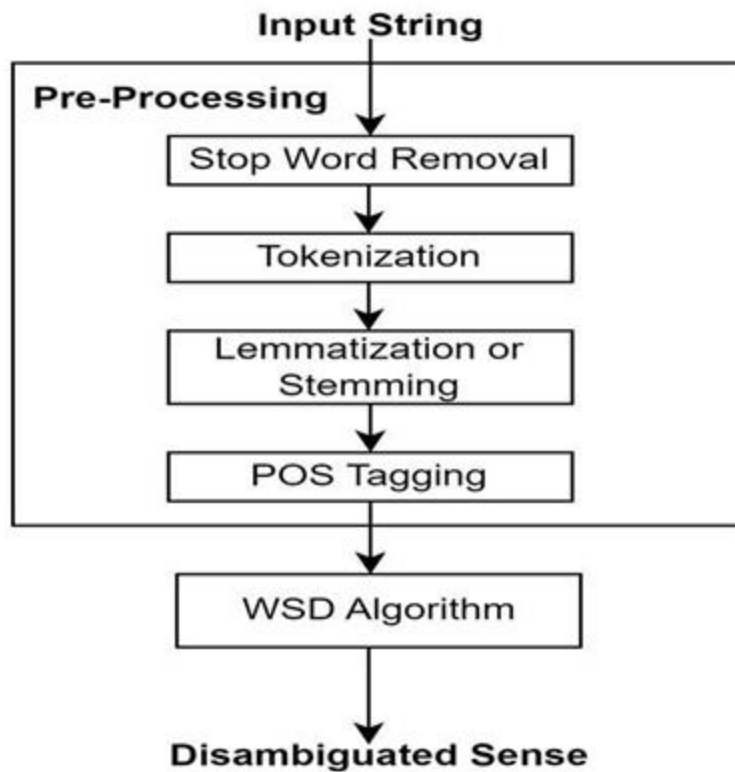 Input String
Pre-Processing
Stop Word Removal
Tokenization
Lemmatization or
Stemming
POS Tagging
WSD Algorithm
Disambiguated Sense